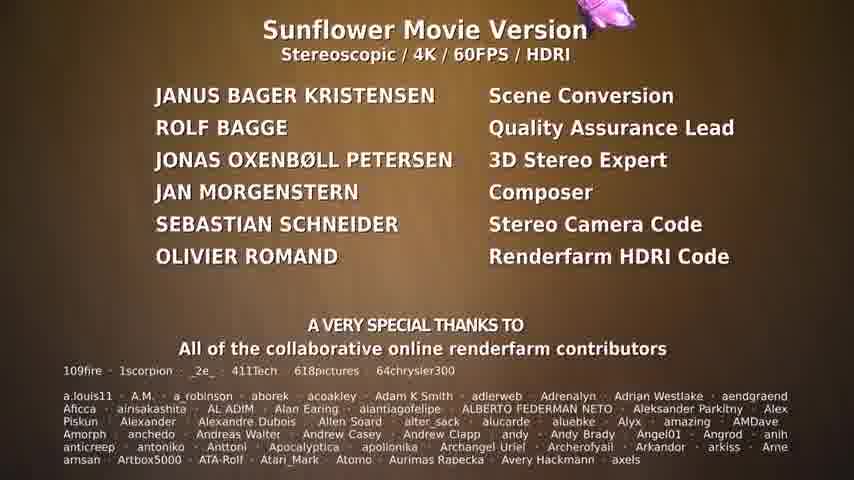 Sunflower Movie Version
Stereoscopic / 4K / 60FPS / HDRI
JANUS BAGER KRISTENSEN Scene Conversion
ROLF BAGGE Quality Assurance Lead
JONAS OXENBØLL PETERSEN 3D Stereo Expert
JAN MORGENSTERN Composer
SEBASTIAN SCHNEIDER Stereo Camera Code
OLIVIER ROMAND Renderfarm HDRI Code
A VERY SPECIAL THANKS TO
All of the collaborative online renderfarm contributors
109fire · 1scorpion · _2e_ · 411Tech · 618pictures · 64chrysler300
a.louis11 · A.M. · a_robinson · aborek · acoakley · Adam K Smith · adlerweb · Adrenalyn · Adrian Westlake · aendgraend
Aficca · airisakashita · AL ADIM · Alan Earing · alantiagofelipe · ALBERTO FEDERMAN NETO · Aleksander Parkitny · Alex
Piskun · Alexander · Alexandre Dubois · Allen Soard · alter_sack · alucarde · aluebke · Alyx · amazing · AMDave
Amorph · anchedo · Andreas Walter · Andrew Casey · Andrew Clapp · andy · Andy Brady · Angel01 · Angrod · anih
anticreep · antoniko · Anttoni · Apocalyptica · apollonika · Archangel Uriel · Archerofyail · Arkandor · arkiss · Arne
arnsan · Artbox5000 · ATA-Rolf · Atari_Mark · Atomo · Aurimas Rapecka · Avery Hackmann · axels